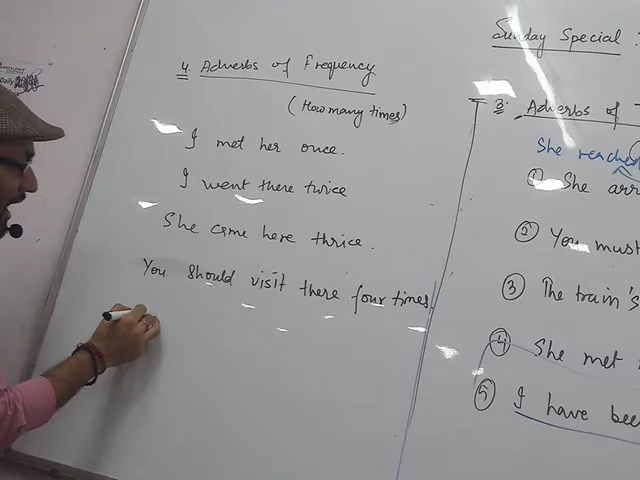 4. Adverbs of Frequency
(How many times)
I met her once.
I went there twice
She came here thrice.
You should visit there four times.
Sunday Special
3. Adverbs of
She reached
① She arr
② You must
③ The train's
④ She met
⑤ I have bee